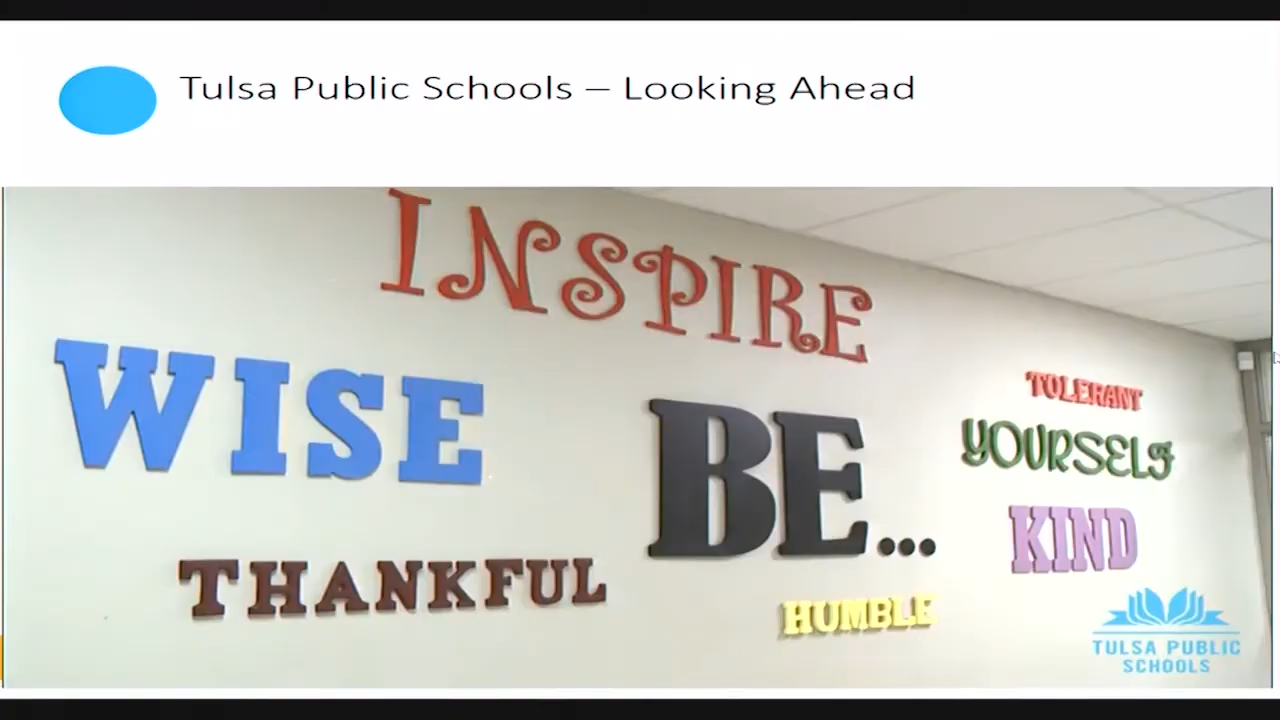 Tulsa Public Schools – Looking Ahead
INSPIRE
WISE
BE...
TOLERANT
YOURSELF
KIND
THANKFUL
HUMBLE
TULSA PUBLIC
SCHOOLS